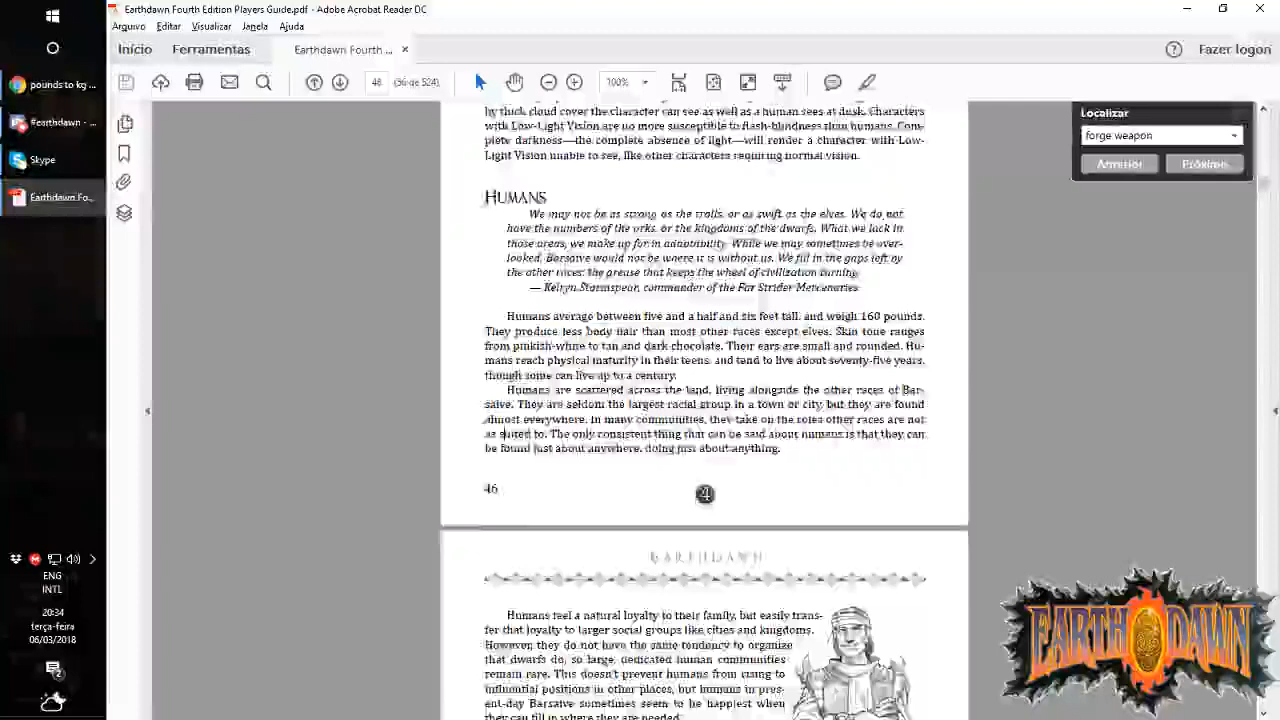 Earthdawn Fourth Edition Players Guide.pdf - Adobe Acrobat Reader DC
Arquivo Editar Visualizar Janela Ajuda
Início Ferramentas Earthdawn Fourth ... × Fazer logon
46 (56 de 524) 100%
pounds to kg ...
#earthdawn - ...
Skype
Earthdawn Fo...
Localizar
forge weapon
Anterior Próximo
by thick cloud cover the character can see as well as a human sees at dusk. Characters
with Low-Light Vision are no more susceptible to flash-blindness than humans. Com-
plete darkness—the complete absence of light—will render a character with Low-
Light Vision unable to see, like other characters requiring normal vision.
HUMANS
We may not be as strong as the trolls, or as swift as the elves. We do not
have the numbers of the orks, or the kingdoms of the dwarfs. What we lack in
those areas, we make up for in adaptability. While we may sometimes be over-
looked, Barsaive would not be where it is without us. We fill in the gaps left by
the other races; the grease that keeps the wheel of civilization turning.
— Kelryn Stormspear, commander of the Far Strider Mercenaries
Humans average between five and a half and six feet tall, and weigh 160 pounds.
They produce less body hair than most other races except elves. Skin tone ranges
from pinkish-white to tan and dark-chocolate. Their ears are small and rounded. Hu-
mans reach physical maturity in their teens, and tend to live about seventy-five years,
though some can live up to a century.
Humans are scattered across the land, living alongside the other races of Bar-
saive. They are seldom the largest racial group in a town or city, but they are found
almost everywhere. In many communities, they take on the roles other races are not
as suited to. The only consistent thing that can be said about humans is that they can
be found just about anywhere, doing just about anything.
46
4
EARTHDAWN
Humans feel a natural loyalty to their family, but easily trans-
fer that loyalty to larger social groups like cities and kingdoms.
However, they do not have the same tendency to organize
that dwarfs do, so large, dedicated human communities
remain rare. This doesn't prevent humans from rising to
influential positions in other places, but humans in pres-
ent-day Barsaive sometimes seem to be happiest when
they can fill in where they are needed.
ENG
INTL
20:34
terça-feira
06/03/2018
2
EARTHDAWN